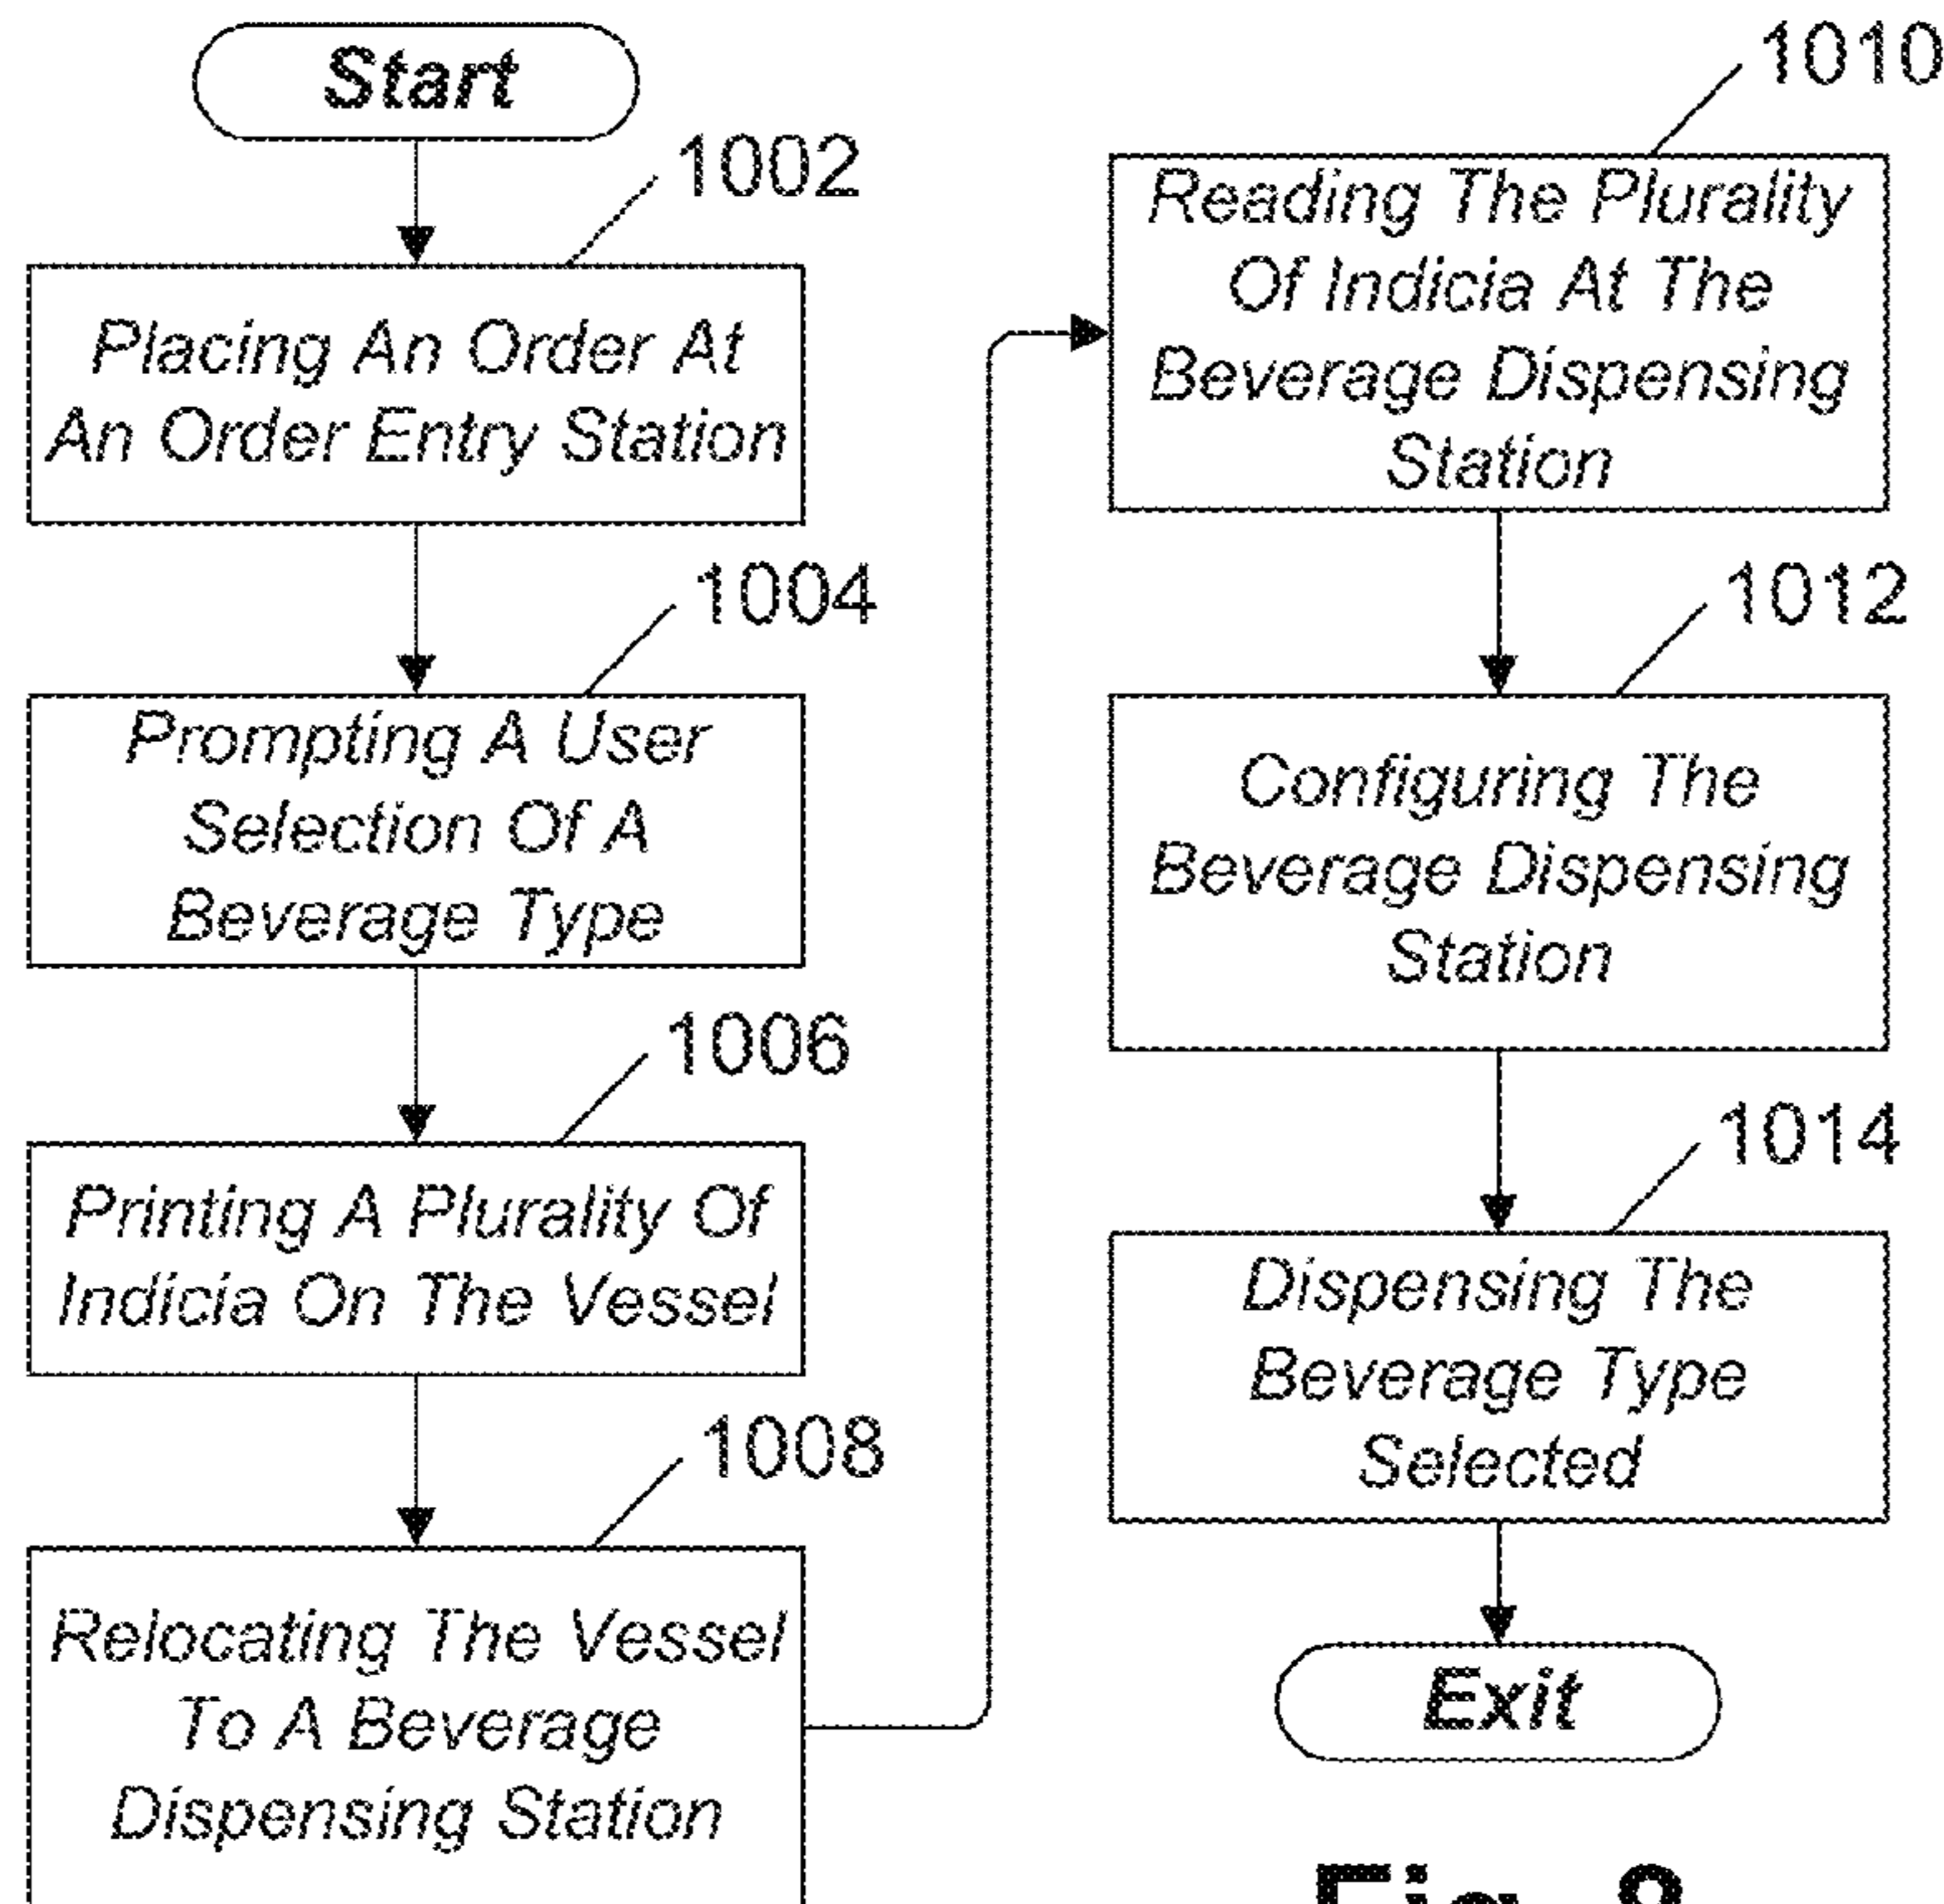 Start
1002
Placing An Order At
An Order Entry Station
1004
Prompting A User
Selection Of A
Beverage Type
1006
Printing A Plurality Of
Indicia On The Vessel
1008
Relocating The Vessel
To A Beverage
Dispensing Station
1010
Reading The Plurality
Of Indicia At The
Beverage Dispensing
Station
1012
Configuring The
Beverage Dispensing
Station
1014
Dispensing The
Beverage Type
Selected
Exit